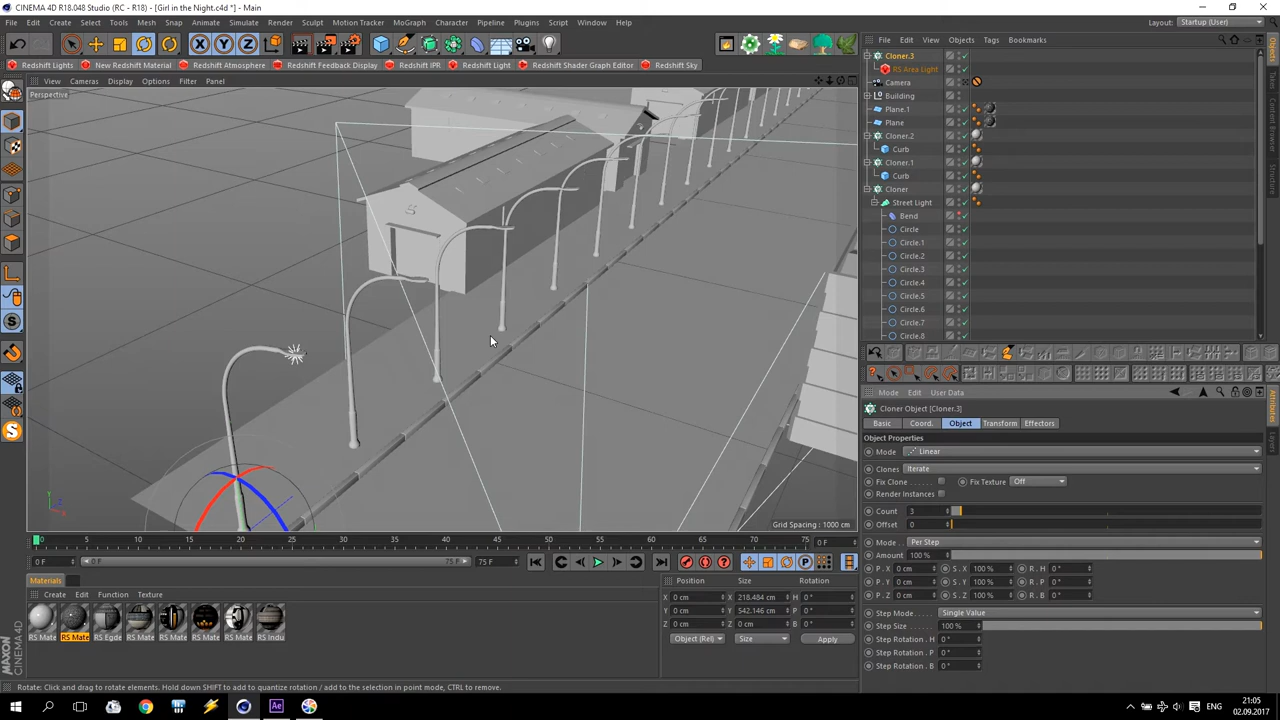 CINEMA 4D R18.048 Studio (RC - R18) - [Girl in the Night.c4d *] - Main
File Edit Create Select Tools Mesh Snap Animate Simulate Render Sculpt Motion Tracker MoGraph Character Pipeline Plugins Script Window Help
Layout: Startup (User)
File Edit View Objects Tags Bookmarks
Redshift Lights New Redshift Material Redshift Atmosphere Redshift Feedback Display Redshift IPR Redshift Light Redshift Shader Graph Editor Redshift Sky
View Cameras Display Options Filter Panel
Perspective
Grid Spacing : 1000 cm
Cloner.3
RS Area Light
Camera
Building
Plane.1
Plane
Cloner.2
Curb
Cloner.1
Curb
Cloner
Street Light
Bend
Circle
Circle.1
Circle.2
Circle.3
Circle.4
Circle.5
Circle.6
Circle.7
Circle.8
Objects
Takes
Content Browser
Structure
Attributes
Layers
Mode Edit User Data
Cloner Object [Cloner.3]
Basic Coord. Object Transform Effectors
Object Properties
Mode Linear
Clones Iterate
Fix Clone Fix Texture Off
Render Instances
Count 3
Offset 0
Mode Per Step
Amount 100 %
P . X 0 cm S . X 100 % R . H 0 °
P . Y 0 cm S . Y 100 % R . P 0 °
P . Z 0 cm S . Z 100 % R . B 0 °
Step Mode Single Value
Step Size 100 %
Step Rotation . H 0 °
Step Rotation . P 0 °
Step Rotation . B 0 °
0 5 10 15 20 25 30 35 40 45 50 55 60 65 70 75 0 F
0 F 0 F 75 F 75 F
Materials
Create Edit Function Texture
RS Mate RS Mate RS Egde RS Mate RS Mate RS Mate RS Mate RS Indu
Position Size Rotation
X 0 cm X 218.484 cm H 0 °
Y 0 cm Y 542.146 cm P 0 °
Z 0 cm Z 0 cm B 0 °
Object (Rel) Size Apply
MAXON
CINEMA 4D
Rotate: Click and drag to rotate elements. Hold down SHIFT to add to quantize rotation / add to the selection in point mode, CTRL to remove.
Ae
ENG
21:05
02.09.2017